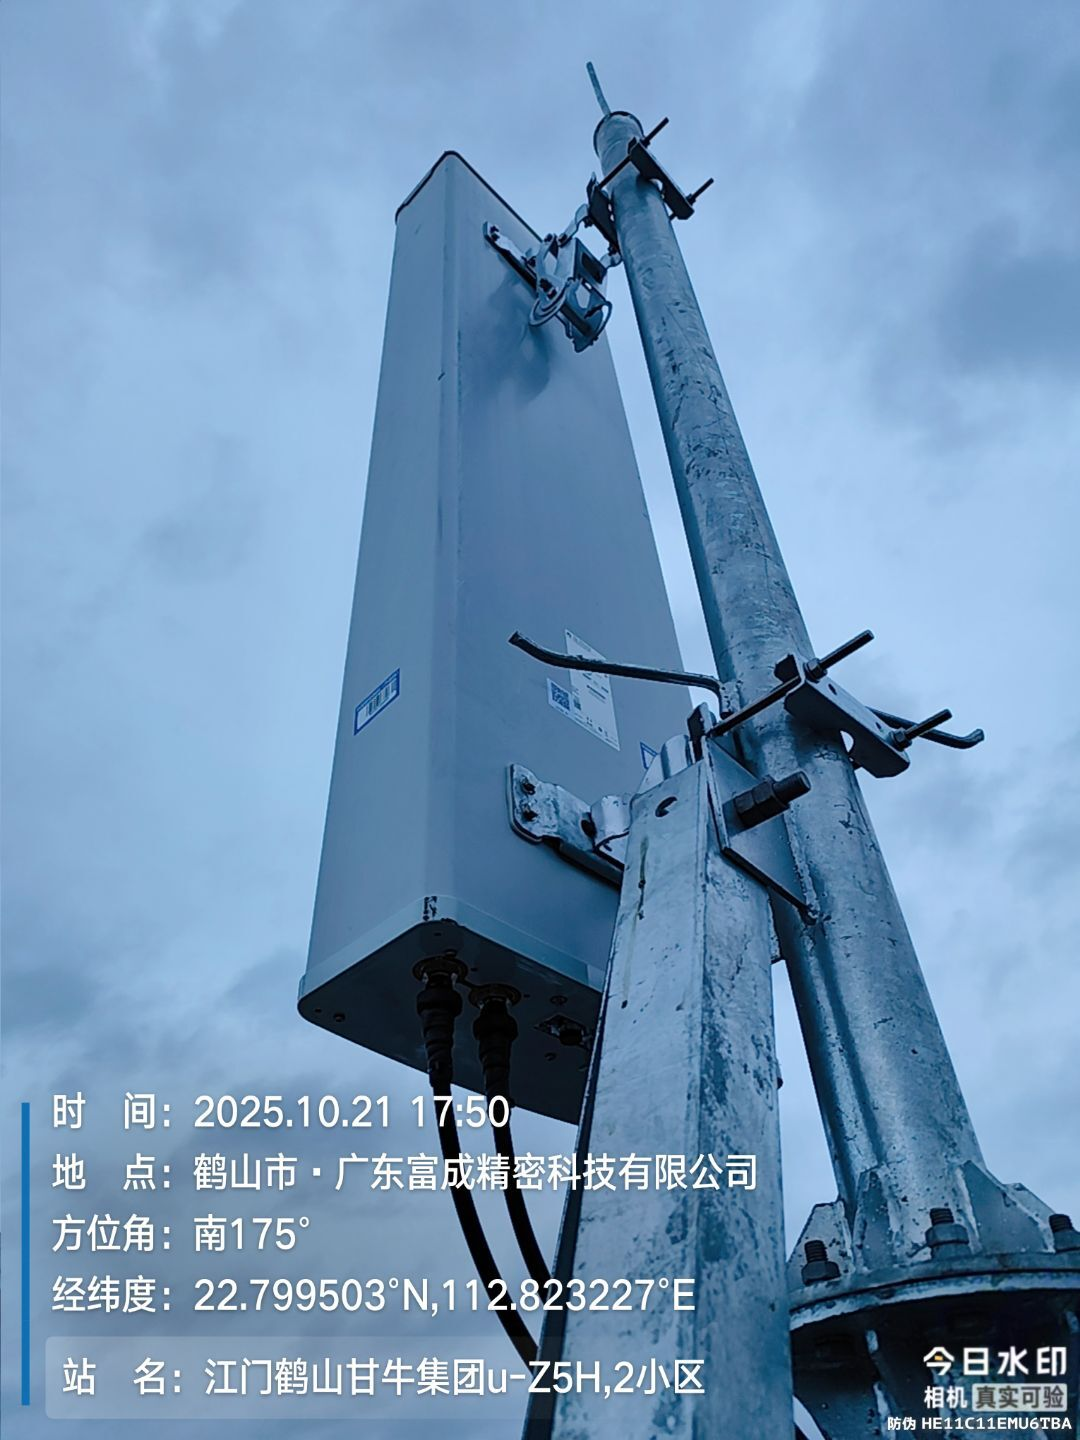 时 间：2025.10.21 17:50
地 点：鹤山市·广东富成精密科技有限公司
方位角：南175°
经纬度：22.799503°N,112.823227°E
站 名：江门鹤山甘牛集团u-Z5H,2小区
今日水印
相机 真实可验
防伪 HE11C11EMU6TBA